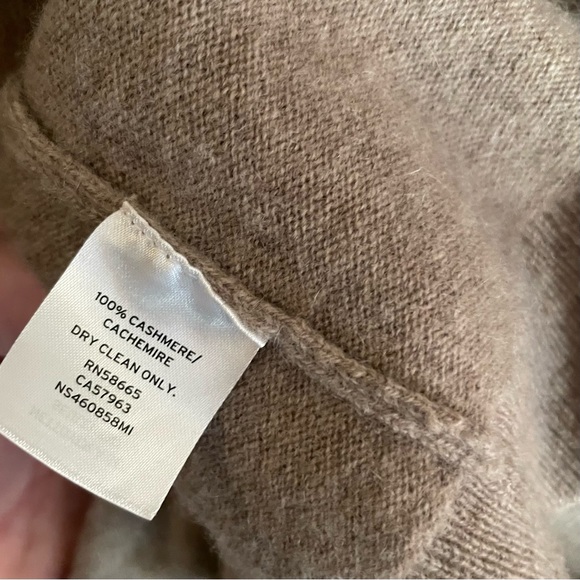 100% CASHMERE/
CACHEMIRE
DRY CLEAN ONLY.
RN58665
CA57963
NS460858MI